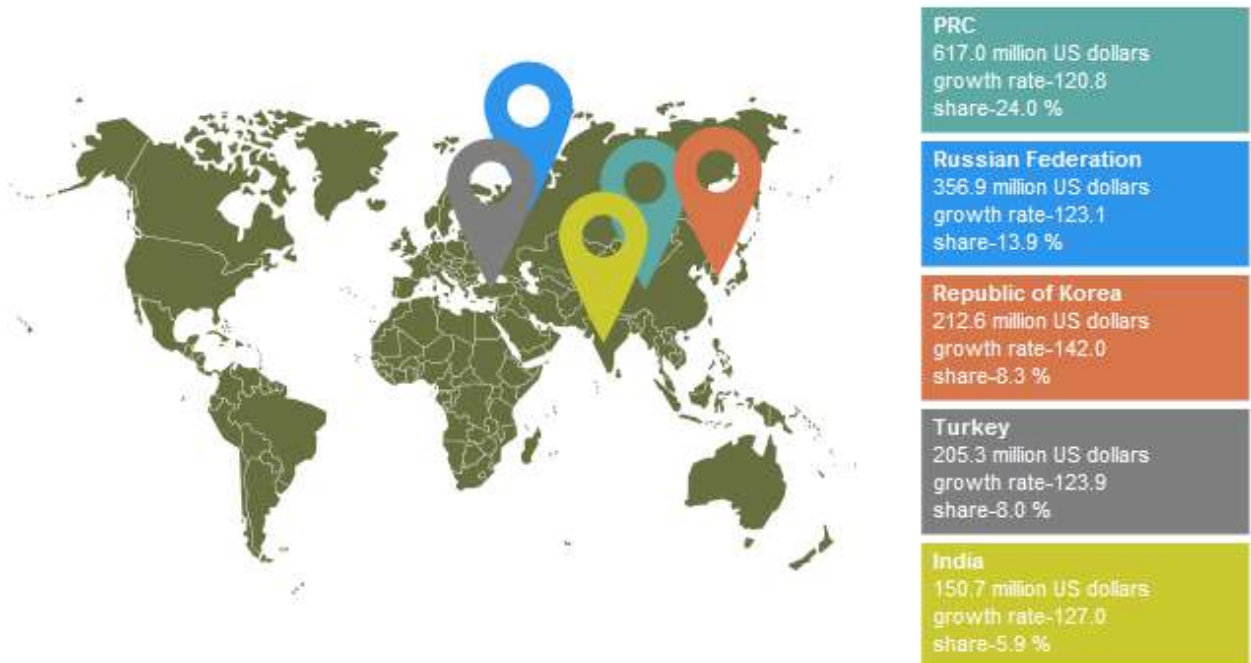 PRC
617.0 million US dollars
growth rate-120.8
share-24.0 %
Russian Federation
356.9 million US dollars
growth rate-123.1
share-13.9 %
Republic of Korea
212.6 million US dollars
growth rate-142.0
share-8.3 %
Turkey
205.3 million US dollars
growth rate-123.9
share-8.0 %
India
150.7 million US dollars
growth rate-127.0
share-5.9 %